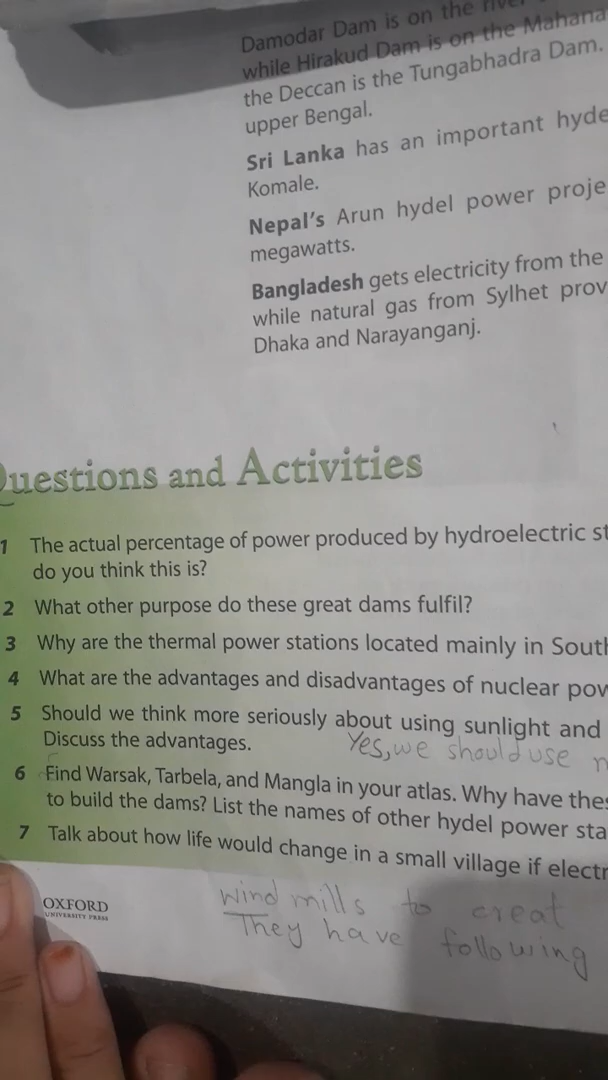 Damodar Dam is on the river
while Hirakud Dam is on the Mahana
the Deccan is the Tungabhadra Dam.
upper Bengal.
Sri Lanka has an important hyde
Komale.
Nepal's Arun hydel power proje
megawatts.
Bangladesh gets electricity from the
while natural gas from Sylhet prov
Dhaka and Narayanganj.
Questions and Activities
1 The actual percentage of power produced by hydroelectric st
do you think this is?
2 What other purpose do these great dams fulfil?
3 Why are the thermal power stations located mainly in South
4 What are the advantages and disadvantages of nuclear pow
5 Should we think more seriously about using sunlight and
Discuss the advantages.
Yes, we should use
6 Find Warsak, Tarbela, and Mangla in your atlas. Why have thes
to build the dams? List the names of other hydel power sta
7 Talk about how life would change in a small village if electr
OXFORD
UNIVERSITY PRESS
wind mills to creat
They have following